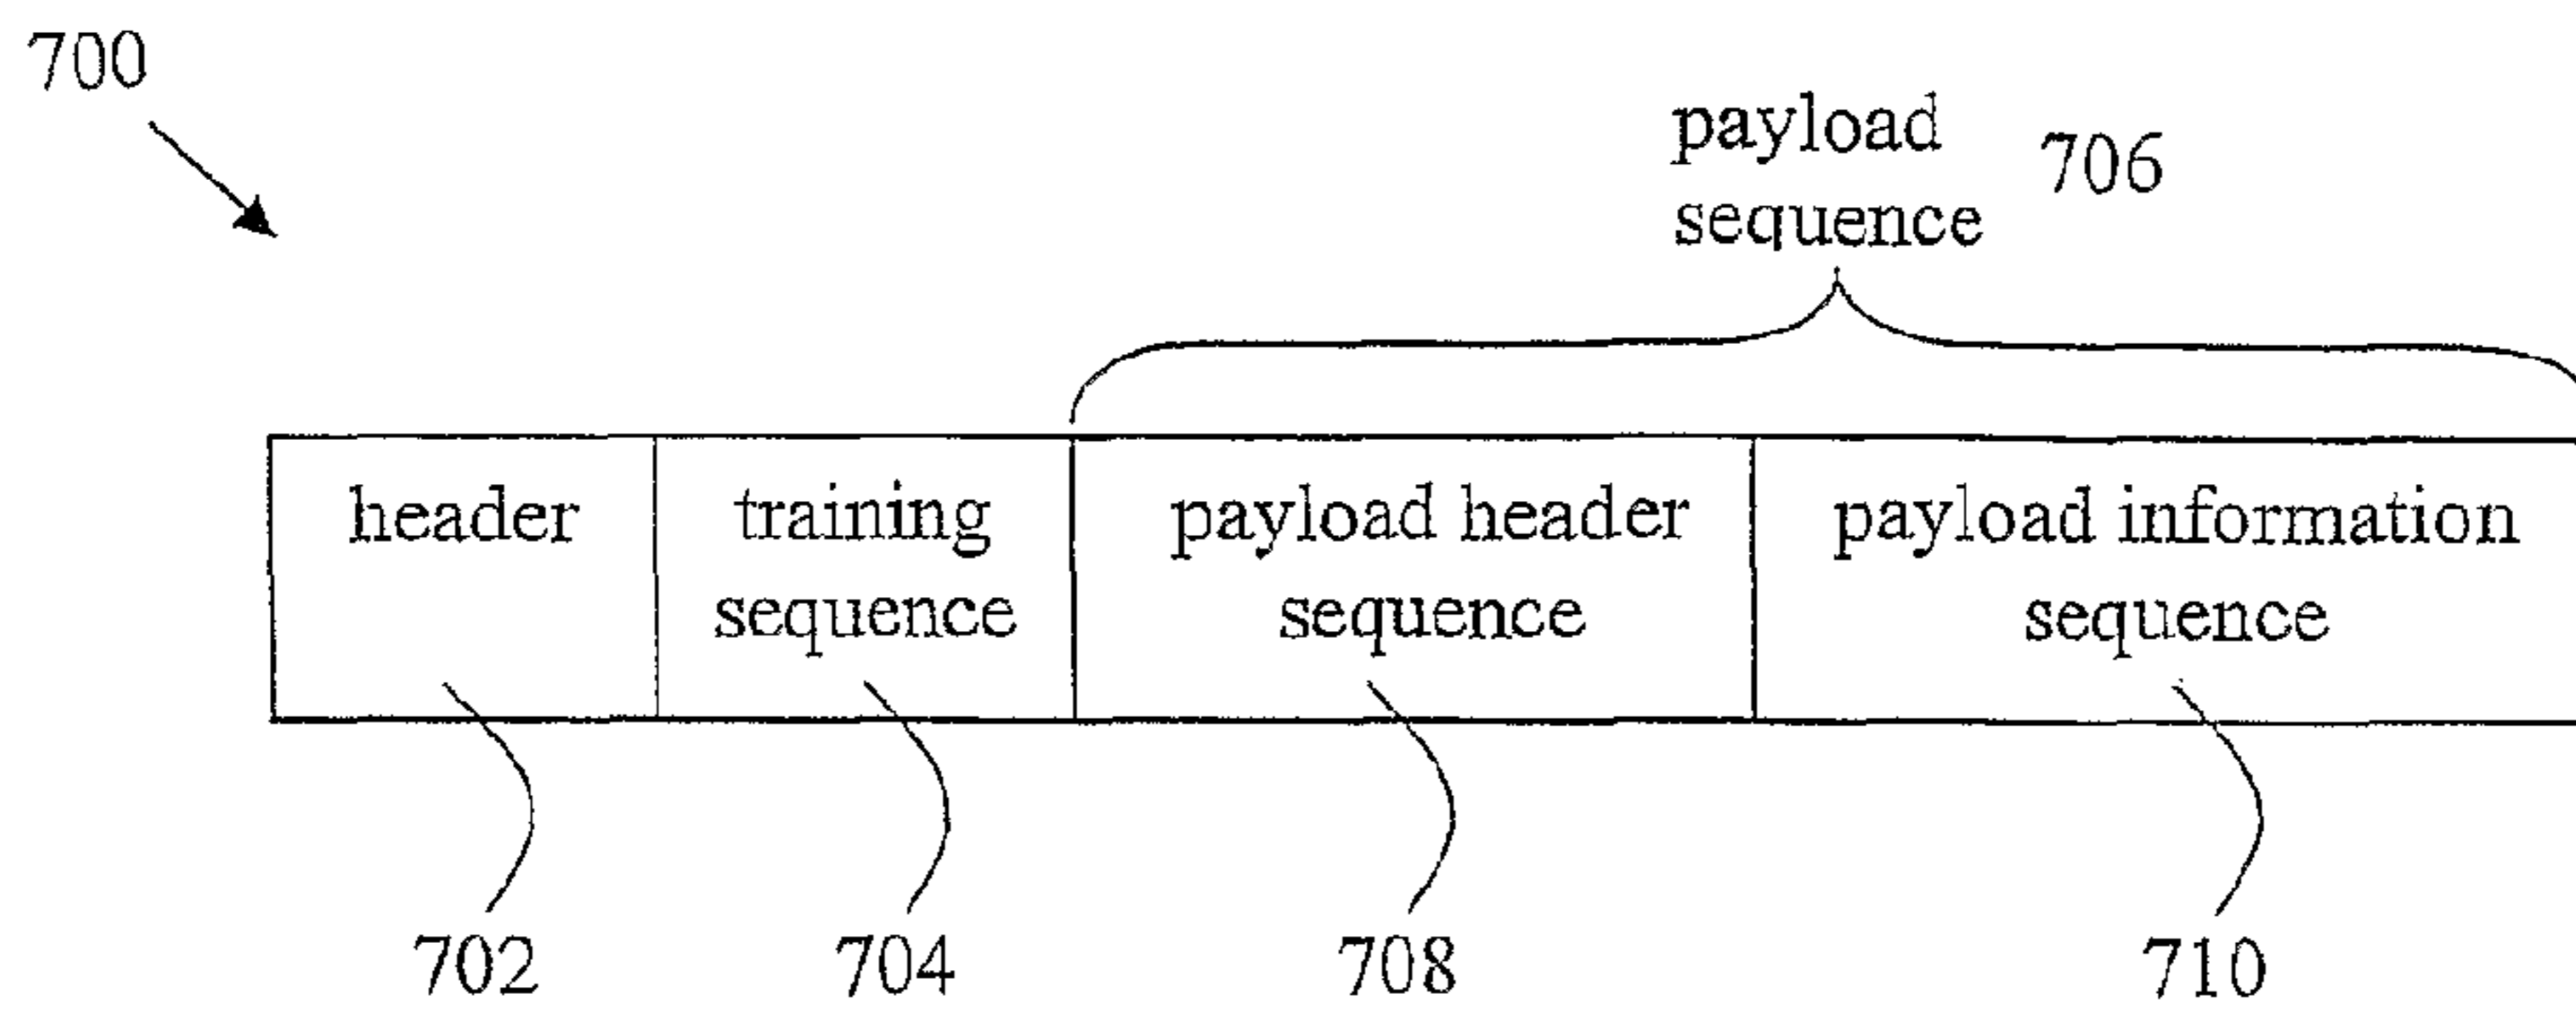 700
payload
sequence
706
header
training
sequence
payload header
sequence
payload information
sequence
702
704
708
710